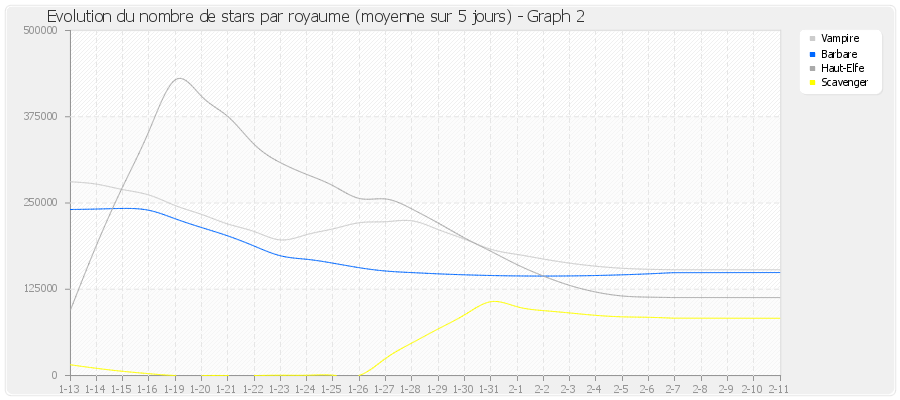 Evolution du nombre de stars par royaume (moyenne sur 5 jours) - Graph 2
500000
375000
250000
125000
0
1-13 1-14 1-15 1-16 1-19 1-20 1-21 1-22 1-23 1-24 1-25 1-26 1-27 1-28 1-29 1-30 1-31 2-1 2-2 2-3 2-4 2-5 2-6 2-7 2-8 2-9 2-10 2-11
Vampire
Barbare
Haut-Elfe
Scavenger